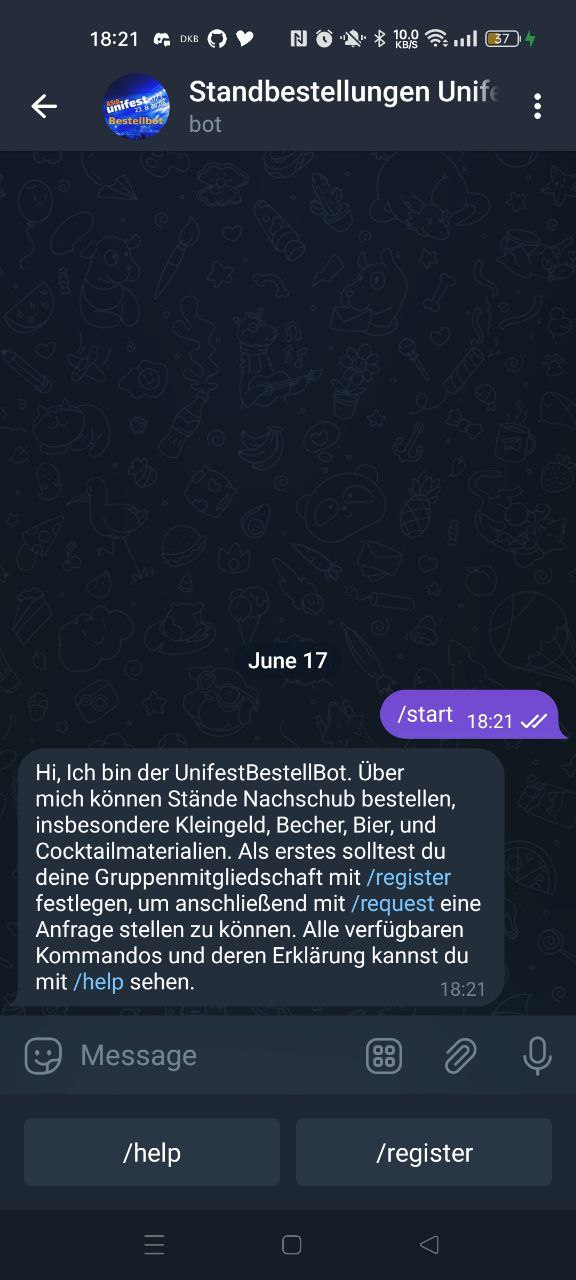 18:21 DKB 10.0 KB/S 37
Standbestellungen Unife
bot
unifest
Bestellbot
June 17
/start 18:21
Hi, Ich bin der UnifestBestellBot. Über
mich können Stände Nachschub bestellen,
insbesondere Kleingeld, Becher, Bier, und
Cocktailmaterialien. Als erstes solltest du
deine Gruppenmitgliedschaft mit /register
festlegen, um anschließend mit /request eine
Anfrage stellen zu können. Alle verfügbaren
Kommandos und deren Erklärung kannst du
mit /help sehen.
18:21
Message
/help
/register